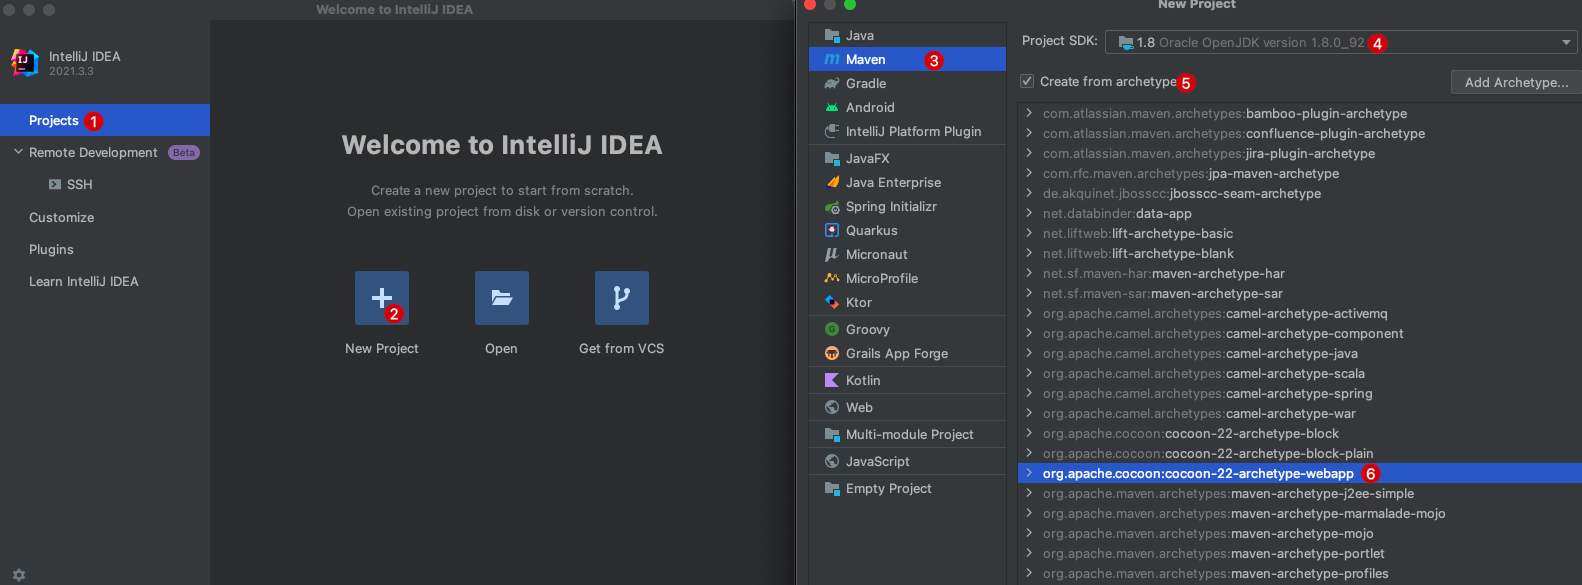 Welcome to IntelliJ IDEA
IJ
IntelliJ IDEA
2021.3.3
Projects 1
Remote Development Beta
SSH
Customize
Plugins
Learn IntelliJ IDEA
Welcome to IntelliJ IDEA
Create a new project to start from scratch.
Open existing project from disk or version control.
2
New Project
Open
Get from VCS
New Project
Java
Maven 3
Gradle
Android
IntelliJ Platform Plugin
JavaFX
Java Enterprise
Spring Initializr
Quarkus
Micronaut
MicroProfile
Ktor
Groovy
Grails App Forge
Kotlin
Web
Multi-module Project
JavaScript
Empty Project
Project SDK: 1.8 Oracle OpenJDK version 1.8.0_92 4
Create from archetype 5
Add Archetype...
com.atlassian.maven.archetypes:bamboo-plugin-archetype
com.atlassian.maven.archetypes:confluence-plugin-archetype
com.atlassian.maven.archetypes:jira-plugin-archetype
com.rfc.maven.archetypes:jpa-maven-archetype
de.akquinet.jbosscc:jbosscc-seam-archetype
net.databinder:data-app
net.liftweb:lift-archetype-basic
net.liftweb:lift-archetype-blank
net.sf.maven-har:maven-archetype-har
net.sf.maven-sar:maven-archetype-sar
org.apache.camel.archetypes:camel-archetype-activemq
org.apache.camel.archetypes:camel-archetype-component
org.apache.camel.archetypes:camel-archetype-java
org.apache.camel.archetypes:camel-archetype-scala
org.apache.camel.archetypes:camel-archetype-spring
org.apache.camel.archetypes:camel-archetype-war
org.apache.cocoon:cocoon-22-archetype-block
org.apache.cocoon:cocoon-22-archetype-block-plain
org.apache.cocoon:cocoon-22-archetype-webapp 6
org.apache.maven.archetypes:maven-archetype-j2ee-simple
org.apache.maven.archetypes:maven-archetype-marmalade-mojo
org.apache.maven.archetypes:maven-archetype-mojo
org.apache.maven.archetypes:maven-archetype-portlet
org.apache.maven.archetypes:maven-archetype-profiles